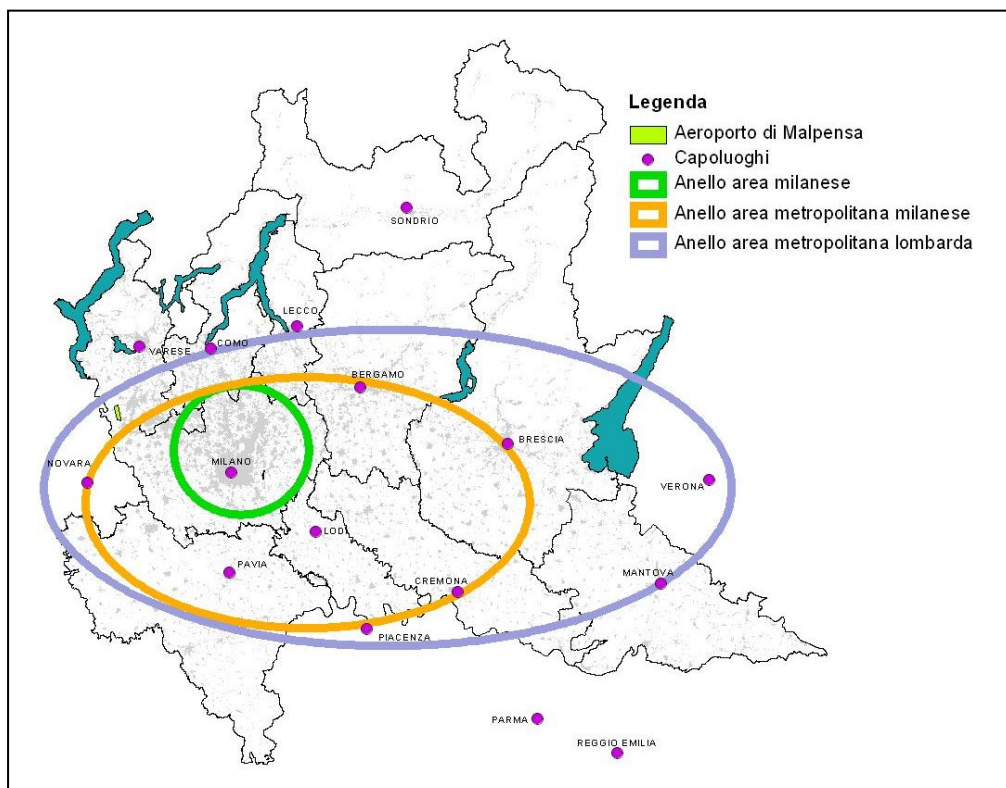 Legenda
Aeroporto di Malpensa
Capoluoghi
Anello area milanese
Anello area metropolitana milanese
Anello area metropolitana lombarda
SONDRIO
LECCO
VARESE
COMO
BERGAMO
BRESCIA
NOVARA
MILANO
VERONA
LODI
PAVIA
CREMONA
MANTOVA
PIACENZA
PARMA
REGGIO EMILIA